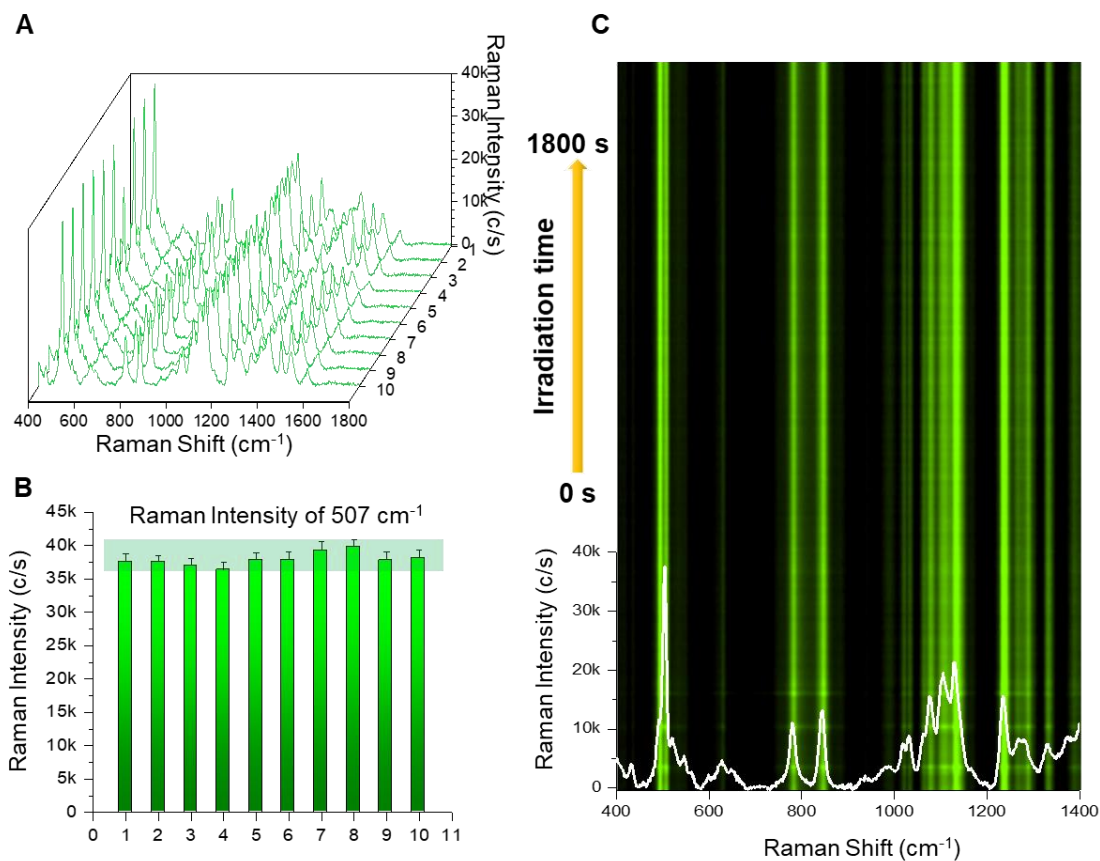 A
Raman Intensity (c/s)
40k
30k
20k
10k
0
1
2
3
4
5
6
7
8
9
10
400 600 800 1000 1200 1400 1600 1800
Raman Shift (cm-1)
B
Raman Intensity of 507 cm-1
Raman Intensity (c/s)
45k
40k
35k
30k
25k
20k
15k
10k
5k
0
0 1 2 3 4 5 6 7 8 9 10 11
C
1800 s
Irradiation time
0 s
Raman Intensity (c/s)
40k
30k
20k
10k
0
400 600 800 1000 1200 1400
Raman Shift (cm-1)